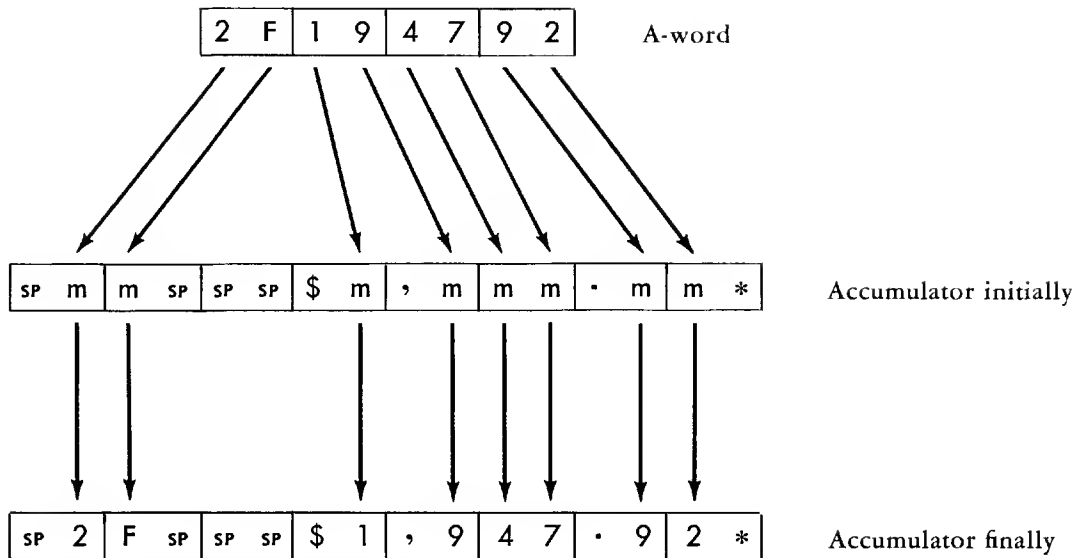 2 F 1 9 4 7 9 2 A-word
SP m m SP SP SP $ m , m m m . m m * Accumulator initially
SP 2 F SP SP SP $ 1 , 9 4 7 . 9 2 * Accumulator finally